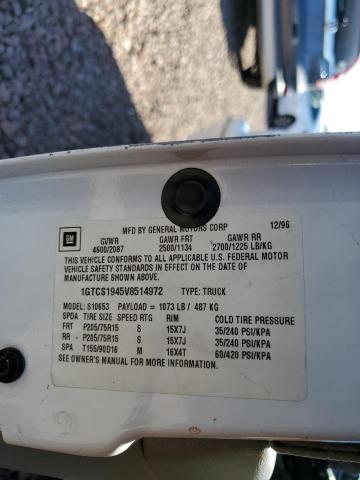 GM
MFD BY GENERAL MOTORS CORP 12/96
GVWR GAWR FRT GAWR RR
4600/2087 2500/1134 2700/1225 LB/KG
THIS VEHICLE CONFORMS TO ALL APPLICABLE U.S. FEDERAL MOTOR
VEHICLE SAFETY, BUMPER, AND THEFT PREVENTION STANDARDS
IN EFFECT ON THE DATE OF MANUFACTURE SHOWN ABOVE.
1GTCS1945V8514972 TYPE: TRUCK
MODEL: S10653 PAYLOAD = 1073 LB / 487 KG
SPDA TIRE SIZE SPEED RTG RIM COLD TIRE PRESSURE
FRT P205/75R15 S 15X7J 35/240 PSI/KPA
RR P205/75R15 S 15X7J 35/240 PSI/KPA
SPA T155/90D16 M 16X4T 60/420 PSI/KPA
SEE OWNER'S MANUAL FOR MORE INFORMATION.